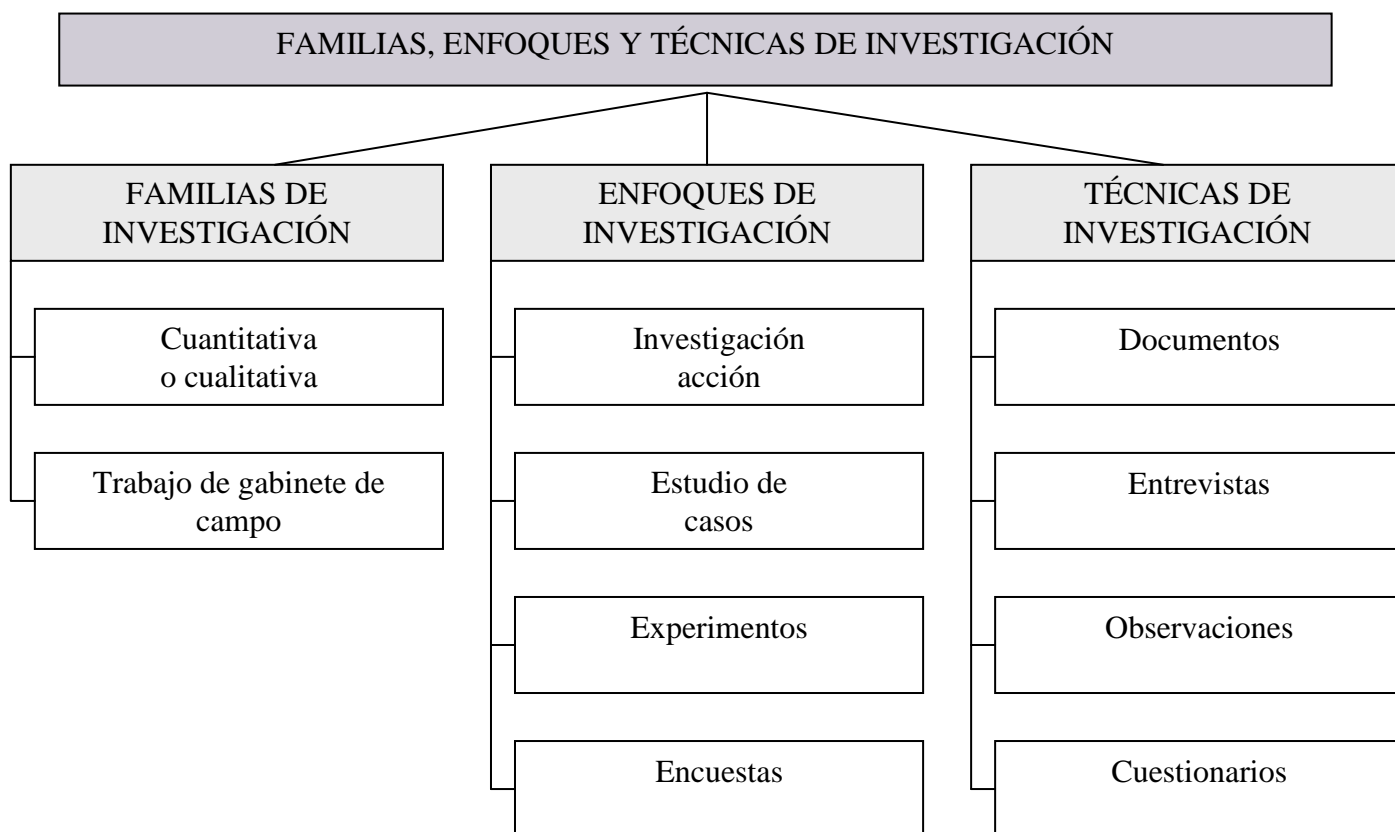 FAMILIAS, ENFOQUES Y TÉCNICAS DE INVESTIGACIÓN
FAMILIAS DE
INVESTIGACIÓN
Cuantitativa
o cualitativa
Trabajo de gabinete de
campo
ENFOQUES DE
INVESTIGACIÓN
Investigación
acción
Estudio de
casos
Experimentos
Encuestas
TÉCNICAS DE
INVESTIGACIÓN
Documentos
Entrevistas
Observaciones
Cuestionarios